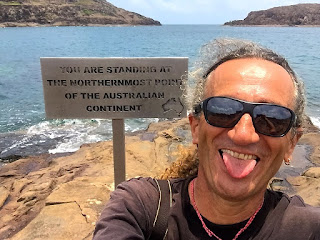 YOU ARE STANDING AT
THE NORTHERNMOST POINT
OF THE AUSTRALIAN
CONTINENT